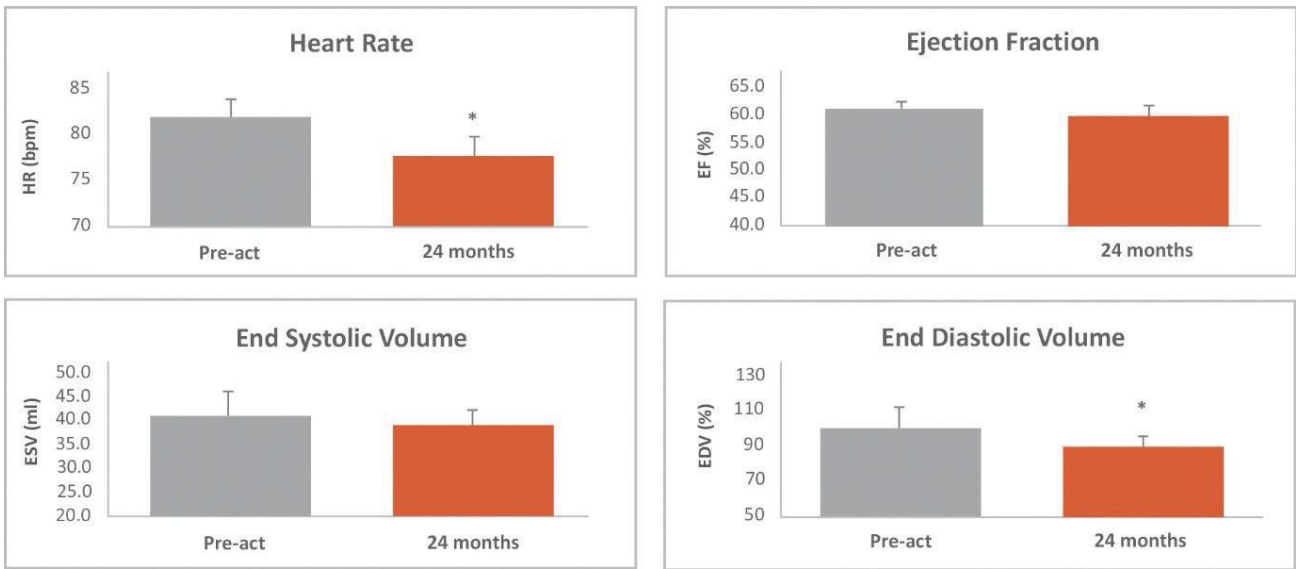 Heart Rate
HR (bpm)
85
80
75
70
*
Pre-act
24 months
Ejection Fraction
EF (%)
65.0
60.0
55.0
50.0
45.0
40.0
Pre-act
24 months
End Systolic Volume
ESV (ml)
50.0
45.0
40.0
35.0
30.0
25.0
20.0
Pre-act
24 months
End Diastolic Volume
EDV (%)
130
110
90
70
50
*
Pre-act
24 months